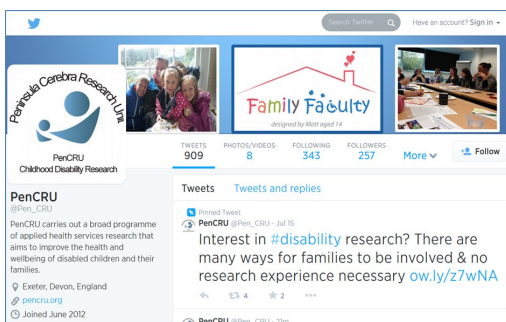 Search Twitter
Have an account? Sign in
Peninsula Cerebra Research Unit
PenCRU
Childhood Disability Research
Family Faculty
designed by Matt aged 14
TWEETS
909
PHOTOS/VIDEOS
8
FOLLOWING
343
FOLLOWERS
257
More
Follow
PenCRU
@Pen_CRU
PenCRU carries out a broad programme
of applied health services research that
aims to improve the health and
wellbeing of disabled children and their
families.
Exeter, Devon, England
pencru.org
Joined June 2012
Tweets Tweets and replies
Pinned Tweet
PenCRU @Pen_CRU · Jul 15
Interest in #disability research? There are
many ways for families to be involved & no
research experience necessary ow.ly/z7wNA
4 2
PenCRU @Pen_CRU